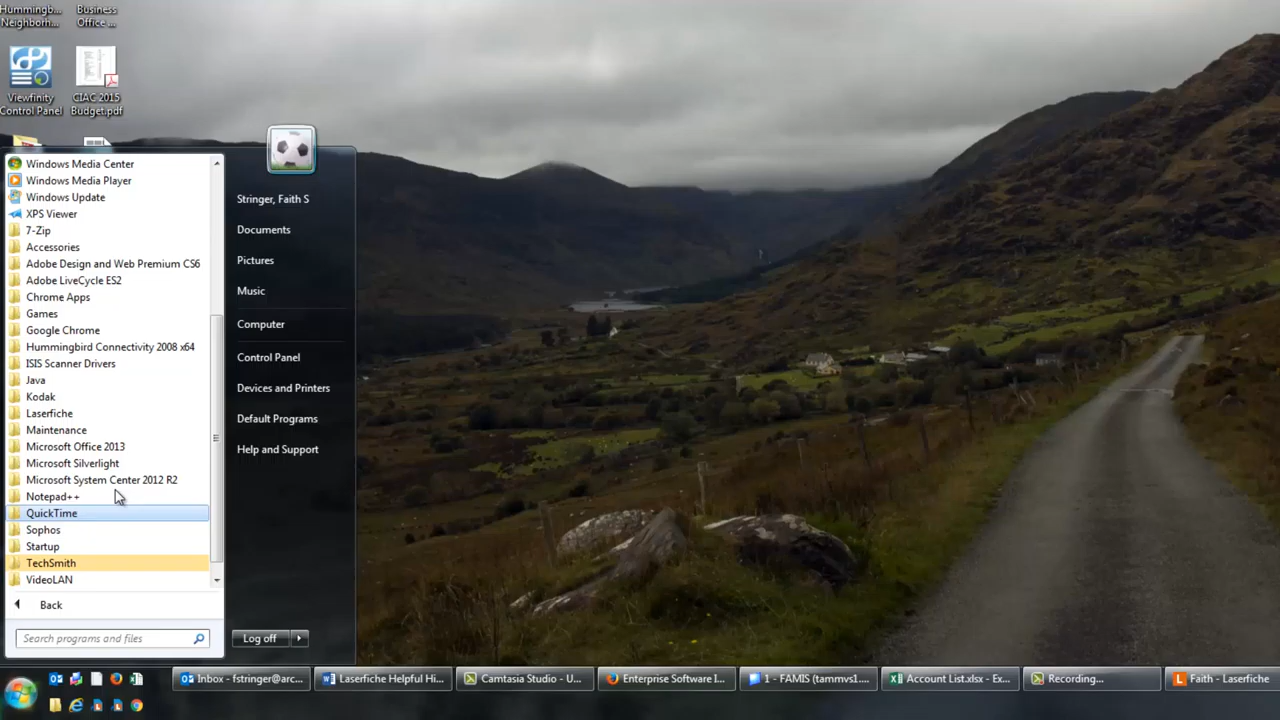 Hummingb...
Neighborh...
Business
Office ...
Viewfinity
Control Panel
CIAC 2015
Budget.pdf
Windows Media Center
Windows Media Player
Windows Update
XPS Viewer
7-Zip
Accessories
Adobe Design and Web Premium CS6
Adobe LiveCycle ES2
Chrome Apps
Games
Google Chrome
Hummingbird Connectivity 2008 x64
ISIS Scanner Drivers
Java
Kodak
Laserfiche
Maintenance
Microsoft Office 2013
Microsoft Silverlight
Microsoft System Center 2012 R2
Notepad++
QuickTime
Sophos
Startup
TechSmith
VideoLAN
Back
Search programs and files
Stringer, Faith S
Documents
Pictures
Music
Computer
Control Panel
Devices and Printers
Default Programs
Help and Support
Log off
Inbox - fstringer@arc...
Laserfiche Helpful Hi...
Camtasia Studio - U...
Enterprise Software I...
1 - FAMIS (tammvs1....
Account List.xlsx - Ex...
Recording...
Faith - Laserfiche